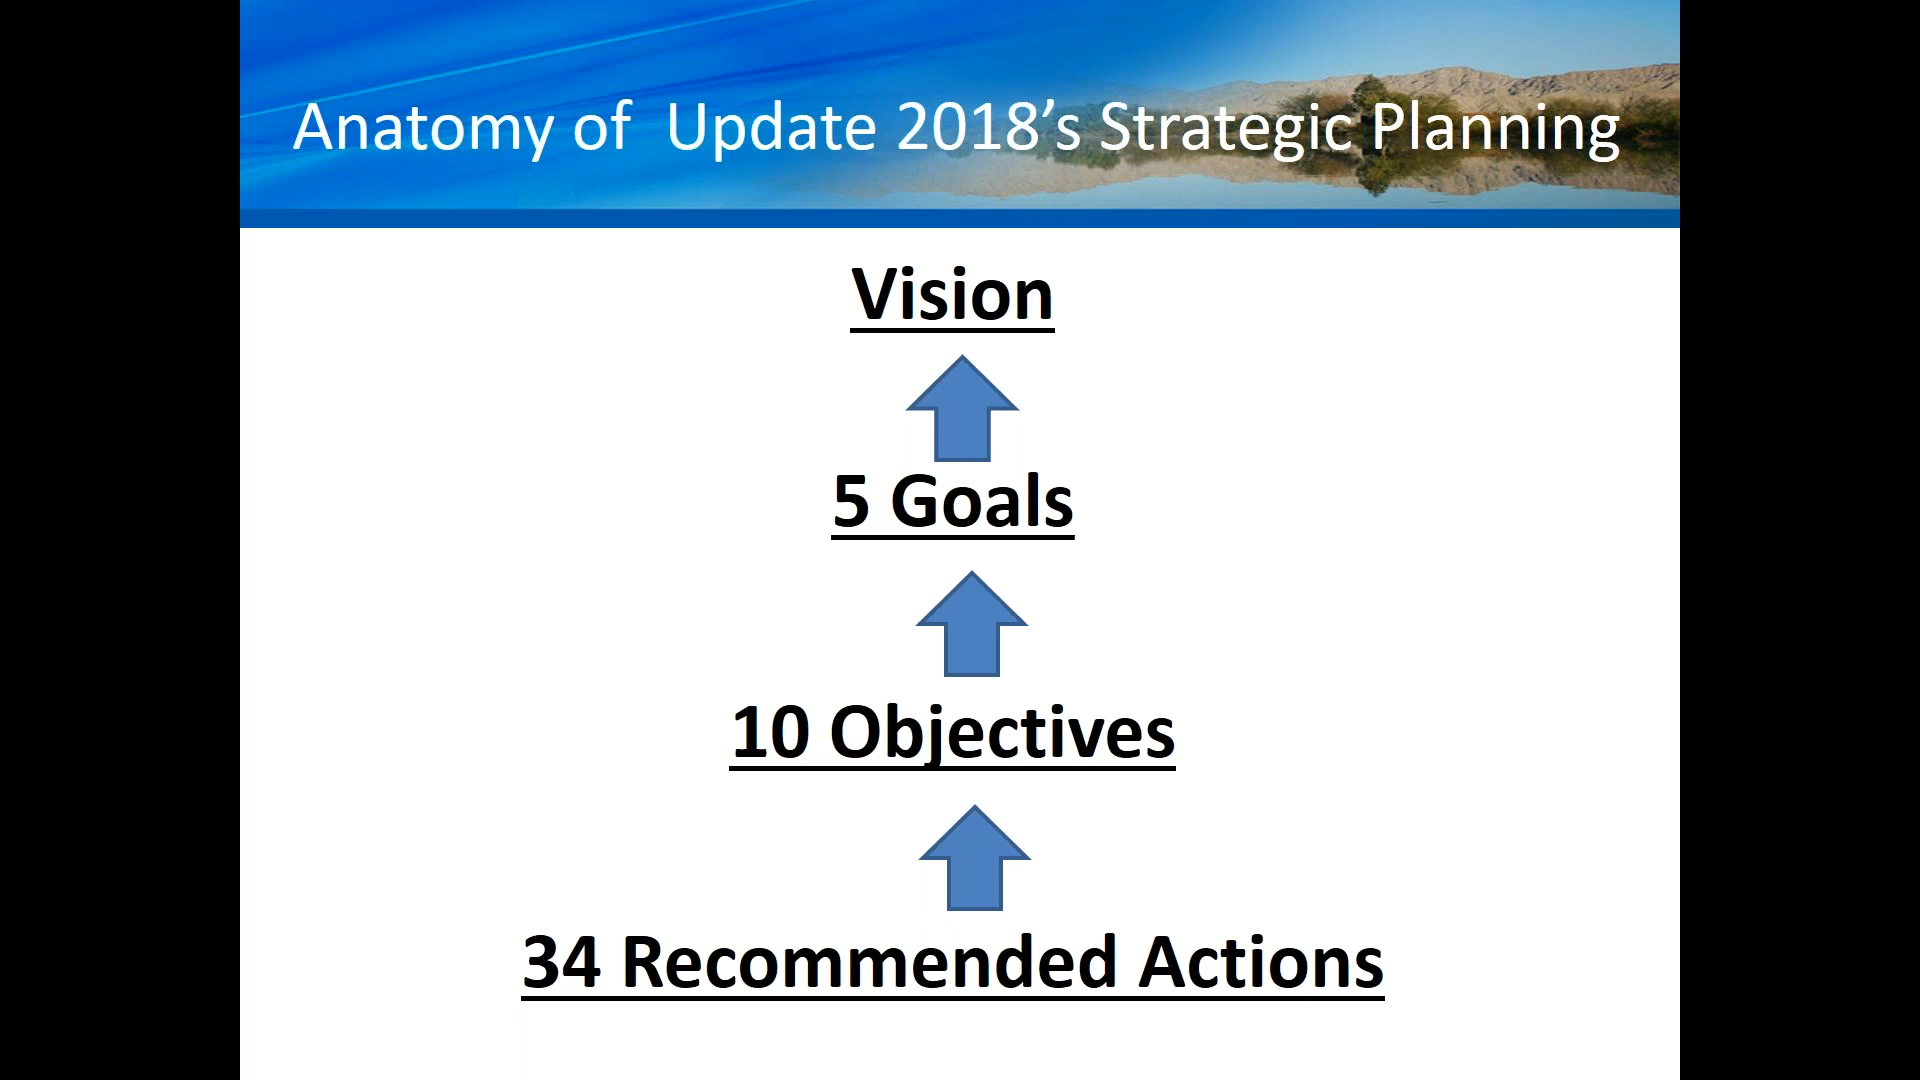 Anatomy of  Update 2018’s Strategic Planning
Vision
5 Goals
10 Objectives
34 Recommended Actions